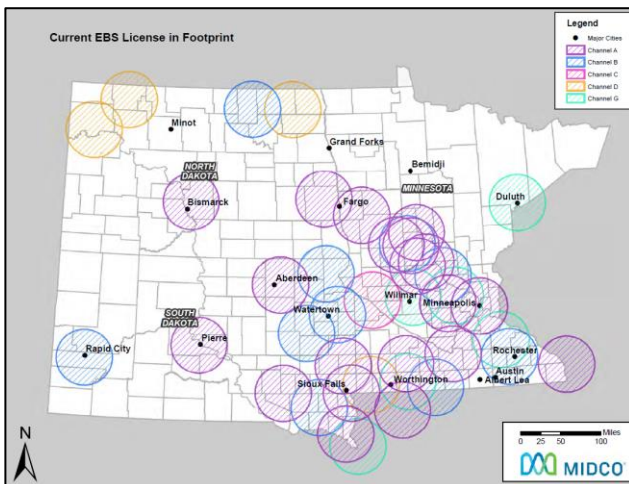 Current EBS License in Footprint
Legend
Major Cities
Channel A
Channel B
Channel C
Channel D
Channel G
Minot
Grand Forks
Bemidji
NORTH
DAKOTA
MINNESOTA
Duluth
Bismarck
Fargo
Aberdeen
Willmar
Minneapolis
Watertown
SOUTH
DAKOTA
Pierre
Rapid City
Rochester
Austin
Albert Lea
Sioux Falls
Worthington
N
Miles
0 25 50 100
MIDCO